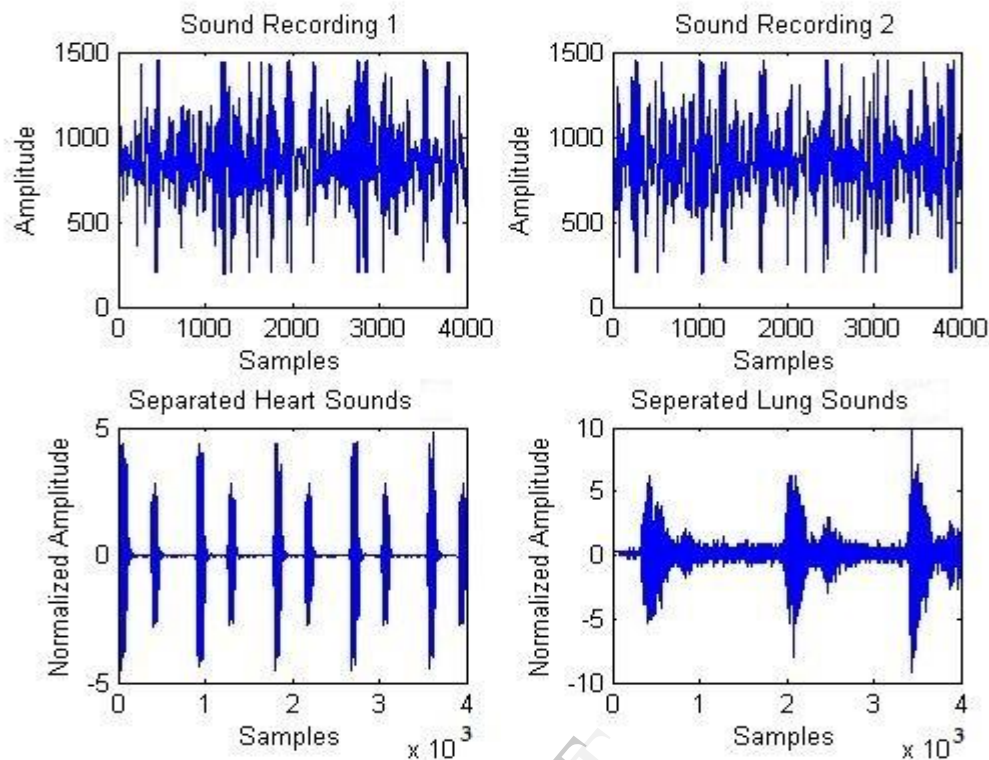 Sound Recording 1
1500
1000
500
0
Amplitude
0 1000 2000 3000 4000
Samples
Sound Recording 2
1500
1000
500
0
Amplitude
0 1000 2000 3000 4000
Samples
Separated Heart Sounds
5
0
-5
Normalized Amplitude
0 1 2 3 4
Samples
x 10 3
Seperated Lung Sounds
10
5
0
-5
-10
Normalized Amplitude
0 1 2 3 4
Samples
x 10 3